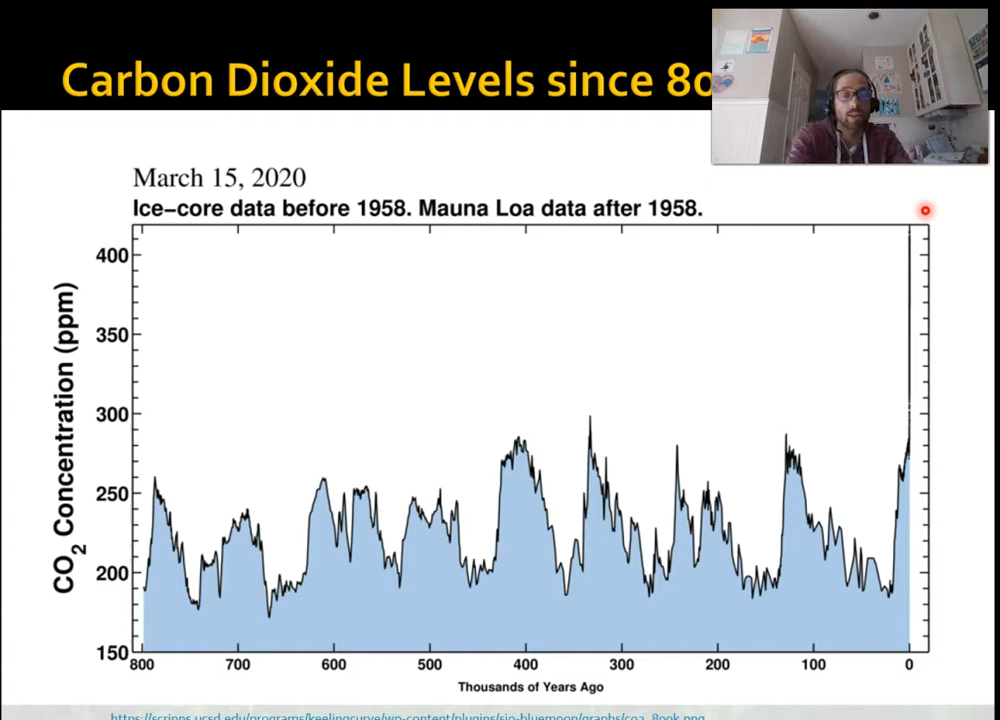 Carbon Dioxide Levels since
March 15, 2020
Ice–core data before 1958. Mauna Loa data after 1958.
CO2 Concentration (ppm)
400
350
300
250
200
150
800 700 600 500 400 300 200 100 0
Thousands of Years Ago